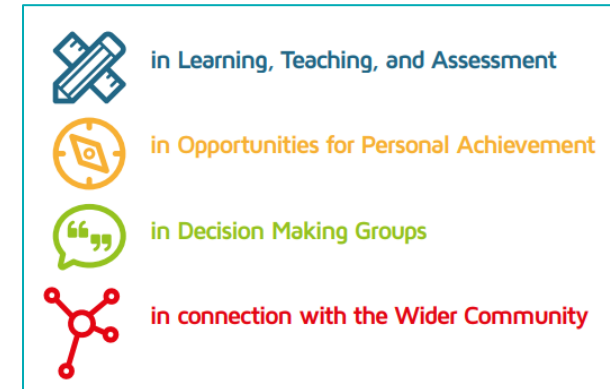 in Learning, Teaching, and Assessment
in Opportunities for Personal Achievement
in Decision Making Groups
in connection with the Wider Community